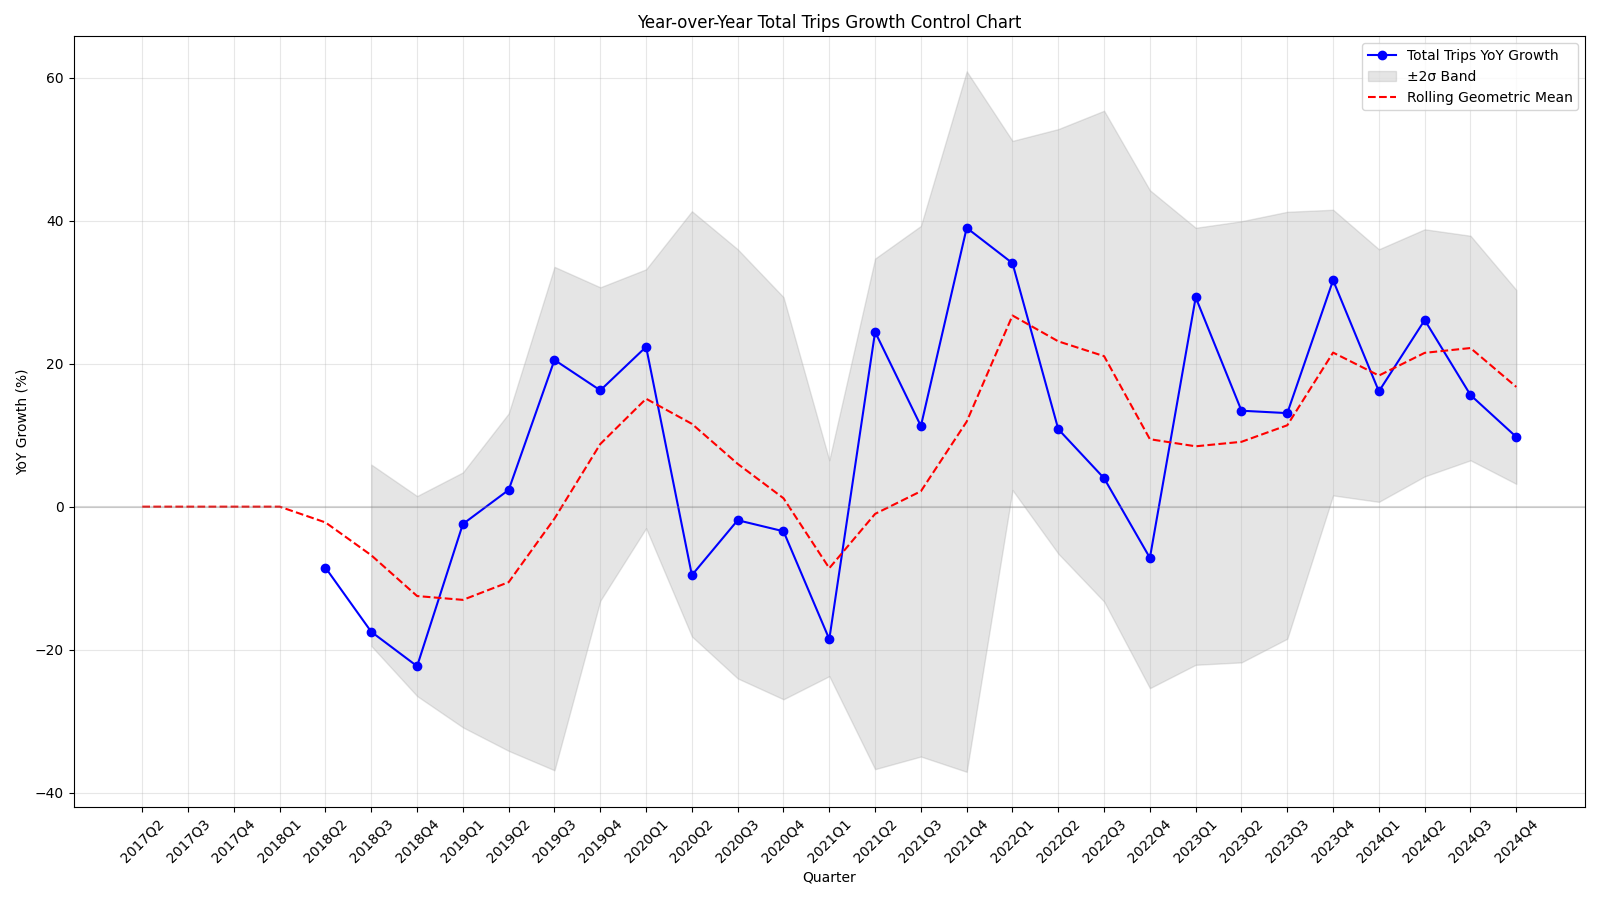 Year-over-Year Total Trips Growth Control Chart
Total Trips YoY Growth
±2σ Band
Rolling Geometric Mean
YoY Growth (%)
60
40
20
0
−20
−40
2017Q2
2017Q3
2017Q4
2018Q1
2018Q2
2018Q3
2018Q4
2019Q1
2019Q2
2019Q3
2019Q4
2020Q1
2020Q2
2020Q3
2020Q4
2021Q1
2021Q2
2021Q3
2021Q4
2022Q1
2022Q2
2022Q3
2022Q4
2023Q1
2023Q2
2023Q3
2023Q4
2024Q1
2024Q2
2024Q3
2024Q4
Quarter